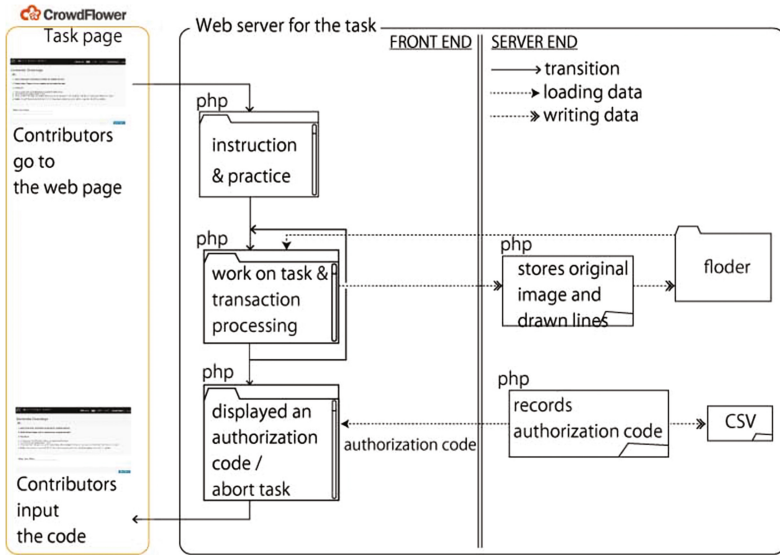 CrowdFlower
Task page
Web server for the task
FRONT END
SERVER END
transition
loading data
writing data
Contributors
go to
the web page
php
instruction
& practice
php
work on task &
transaction
processing
php
stores original
image and
drawn lines
floder
php
displayed an
authorization
code /
abort task
authorization code
php
records
authorization code
CSV
Contributors
input
the code